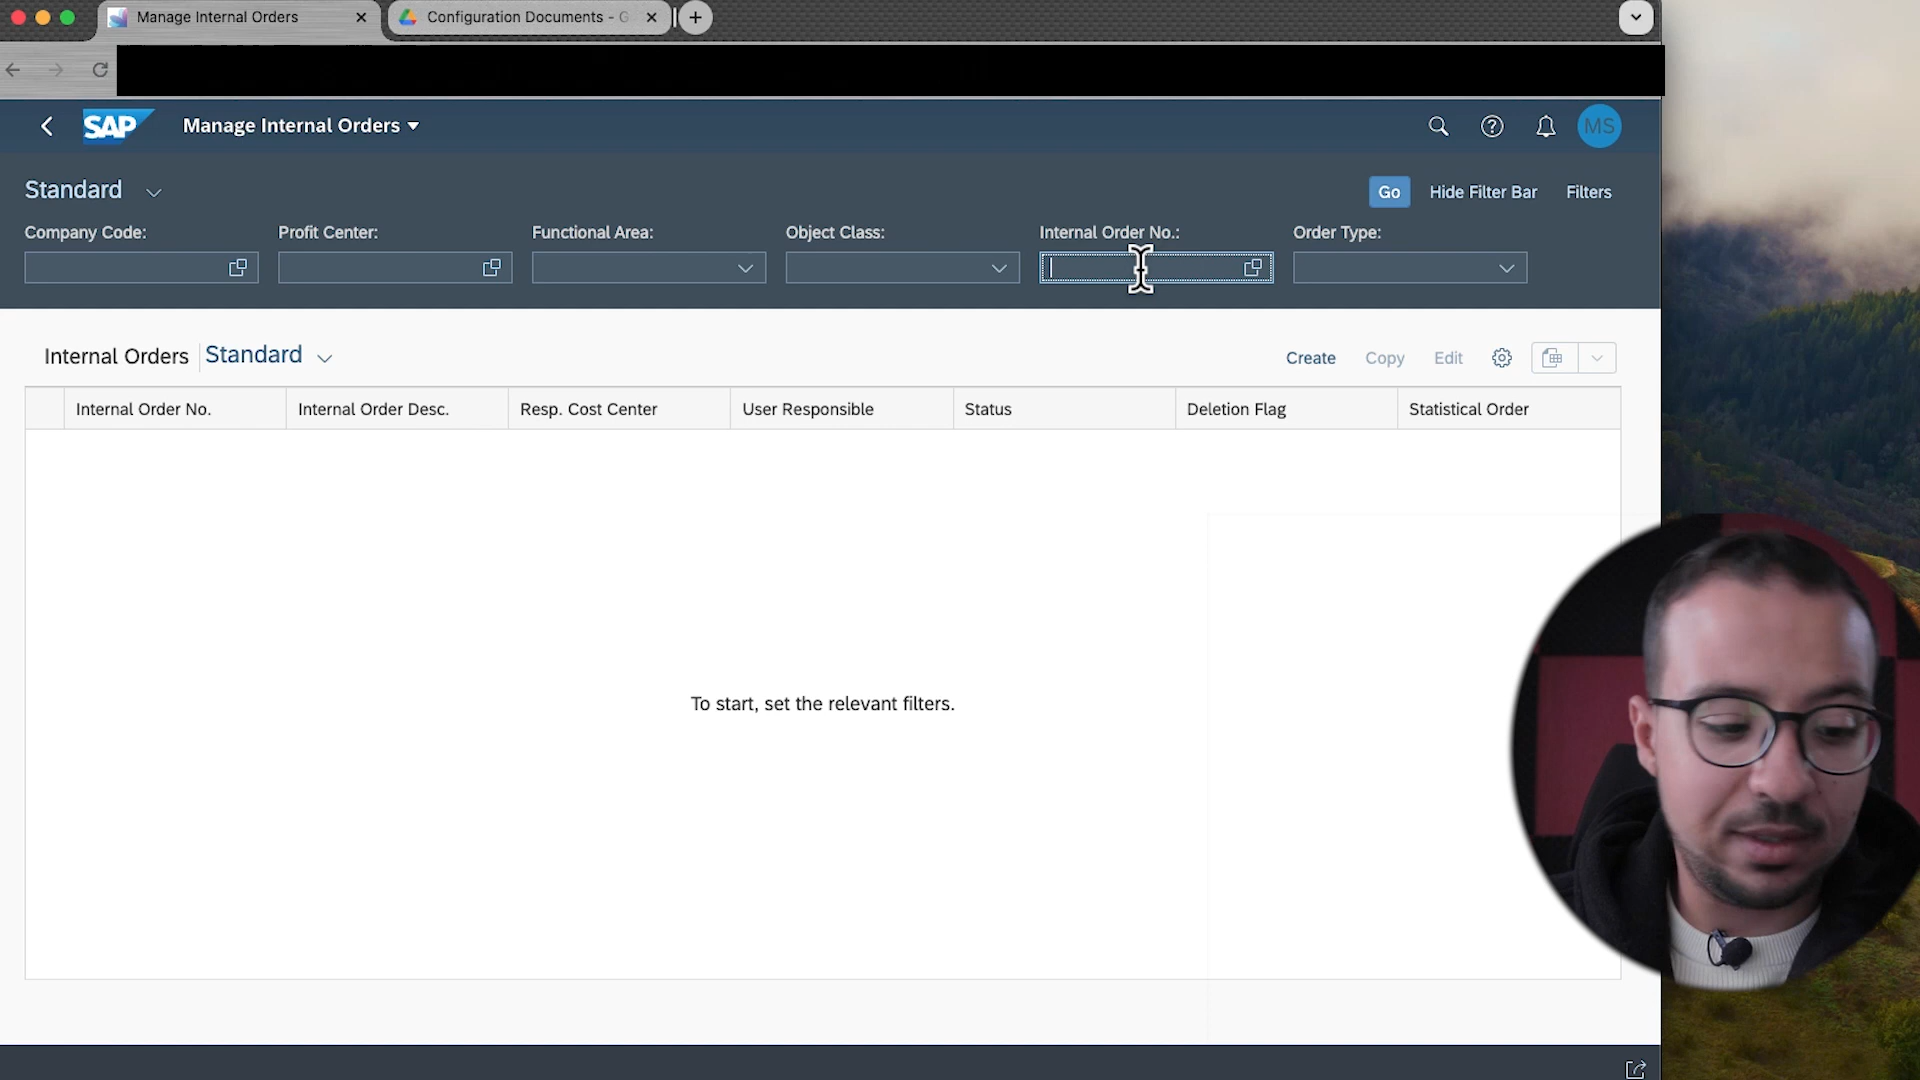 Manage Internal Orders
Configuration Documents - G
SAP
Manage Internal Orders
MS
Standard
Go
Hide Filter Bar
Filters
Company Code:
Profit Center:
Functional Area:
Object Class:
Internal Order No.:
Order Type:
Internal Orders
Standard
Create
Copy
Edit
Internal Order No.
Internal Order Desc.
Resp. Cost Center
User Responsible
Status
Deletion Flag
Statistical Order
To start, set the relevant filters.